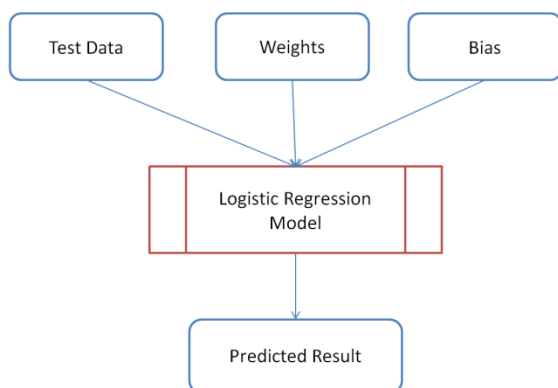 Test Data
Weights
Bias
Logistic Regression
Model
Predicted Result